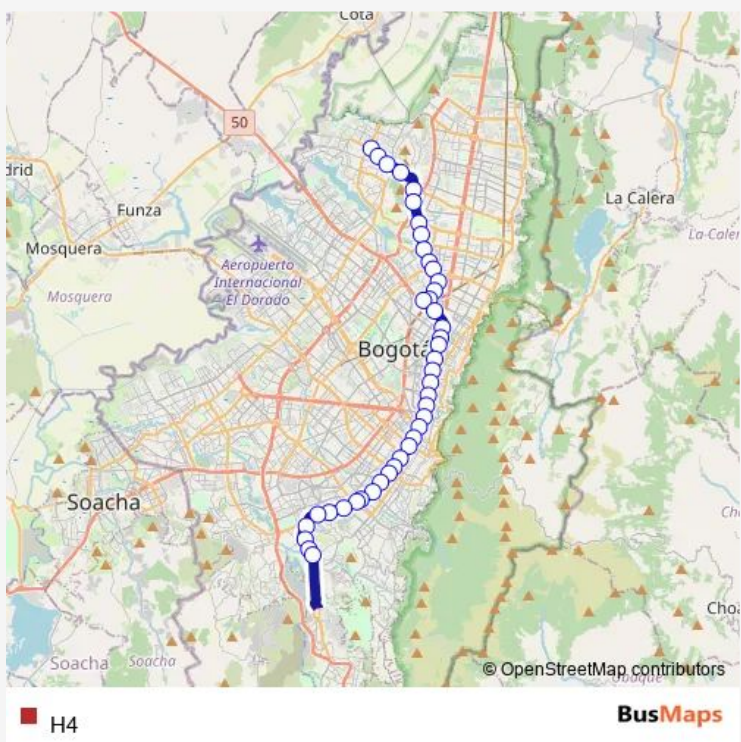 Cota
50
drid
Funza
La Calera
Mosquera
La-Caler
Aeropuerto
Internacional
El Dorado
Mosquera
Bogotá
Soacha
Choa
Soacha
Soacha
© OpenStreetMap contributors
H4
BusMaps